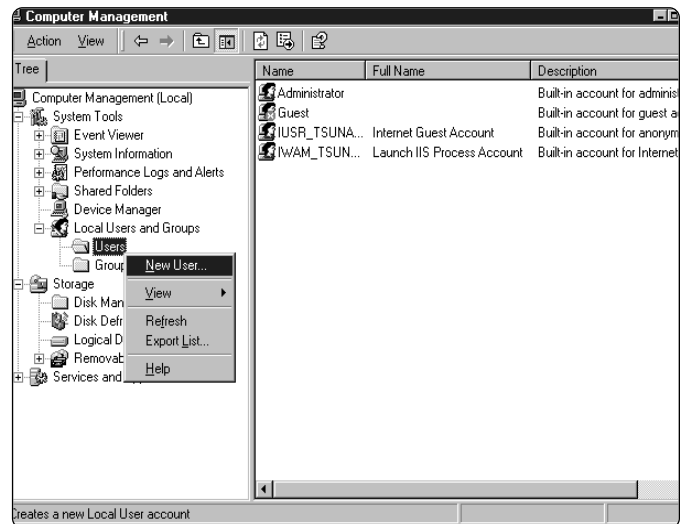 Computer Management
Action View
Tree
Name Full Name Description
Computer Management (Local)
System Tools
Event Viewer
System Information
Performance Logs and Alerts
Shared Folders
Device Manager
Local Users and Groups
Users
Group
Storage
Disk Man
Disk Defr
Logical D
Removab
Services and
New User...
View
Refresh
Export List...
Help
Administrator Built-in account for adminis
Guest Built-in account for guest a
IUSR_TSUNA... Internet Guest Account Built-in account for anonym
IWAM_TSUN... Launch IIS Process Account Built-in account for Internet
Creates a new Local User account